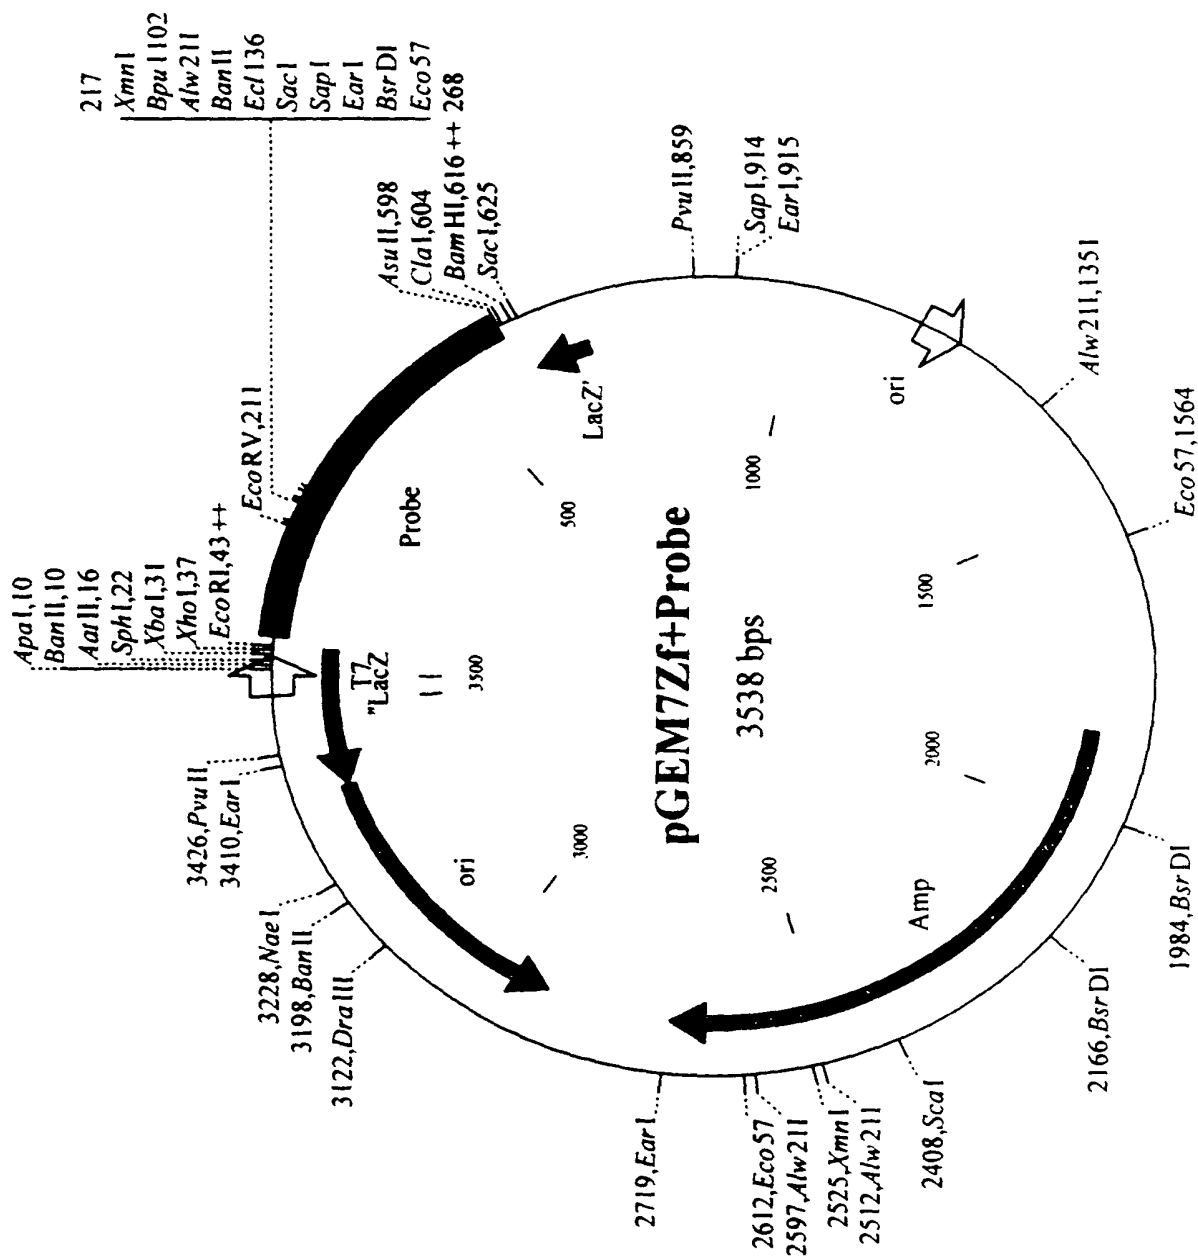 217
XmnI
Bpu1102
Alw21I
BanII
Ecl136
SacI
SapI
EarI
BsrDI
Eco57
268
ApaI,10
BanII,10
AatII,16
SphI,22
XbaI,31
XhoI,37
EcoRI,43++
EcoRV,211
AsuII,598
ClaI,604
BamHI,616++
SacI,625
PvuII,859
SapI,914
EarI,915
Alw21I,1351
Eco57,1564
1984,BsrDI
2166,BsrDI
2408,ScaI
2512,Alw21I
2525,XmnI
2597,Alw21I
2612,Eco57
2719,EarI
3122,DraIII
3198,BanII
3228,NaeI
3410,EarI
3426,PvuII
T7
"LacZ
Probe
LacZ'
ori
Amp
ori
500
1000
1500
2000
2500
3000
3500
pGEM7Zf+Probe
3538 bps